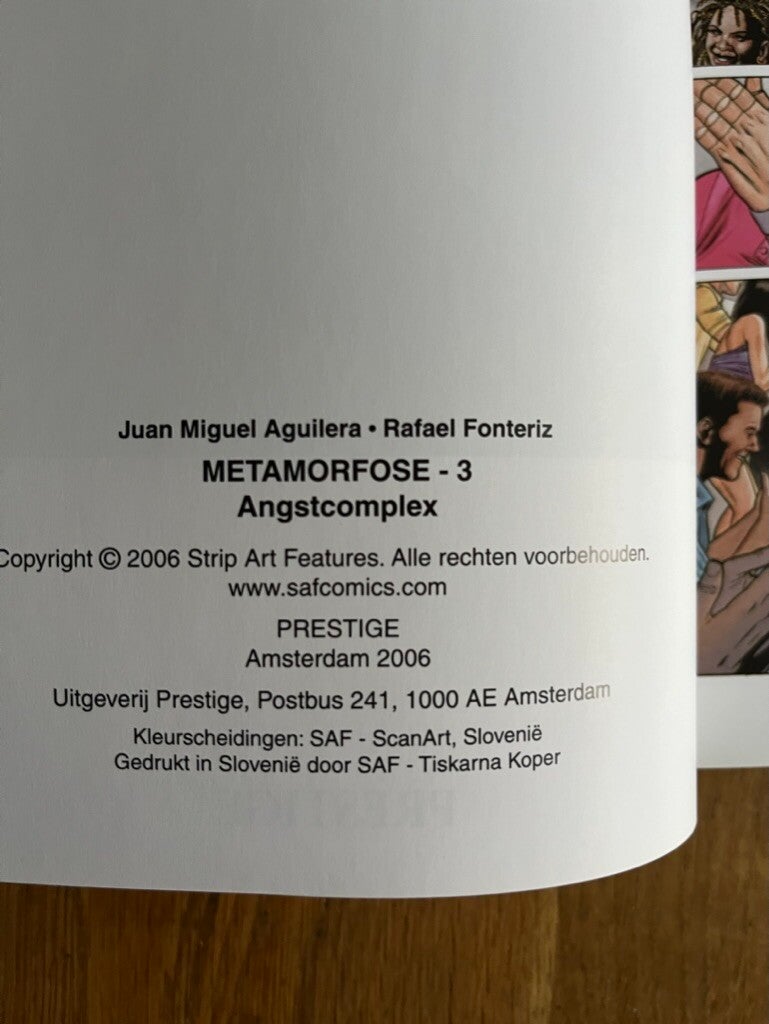 Juan Miguel Aguilera • Rafael Fonteriz
METAMORFOSE - 3
Angstcomplex
Copyright © 2006 Strip Art Features. Alle rechten voorbehouden.
www.safcomics.com
PRESTIGE
Amsterdam 2006
Uitgeverij Prestige, Postbus 241, 1000 AE Amsterdam
Kleurscheidingen: SAF - ScanArt, Slovenië
Gedrukt in Slovenië door SAF - Tiskarna Koper